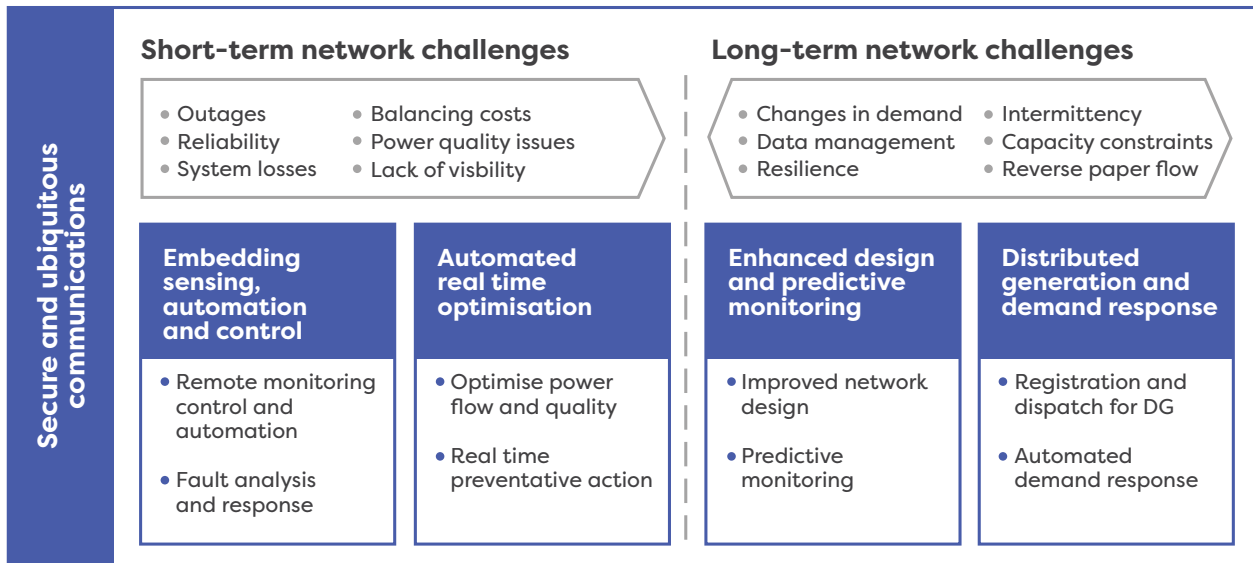 Secure and ubiquitous
communications
Short-term network challenges
• Outages
• Reliability
• System losses
• Balancing costs
• Power quality issues
• Lack of visbility
Long-term network challenges
• Changes in demand
• Data management
• Resilience
• Intermittency
• Capacity constraints
• Reverse paper flow
Embedding
sensing,
automation
and control
• Remote monitoring
control and
automation
• Fault analysis
and response
Automated
real time
optimisation
• Optimise power
flow and quality
• Real time
preventative action
Enhanced design
and predictive
monitoring
• Improved network
design
• Predictive
monitoring
Distributed
generation and
demand response
• Registration and
dispatch for DG
• Automated
demand response